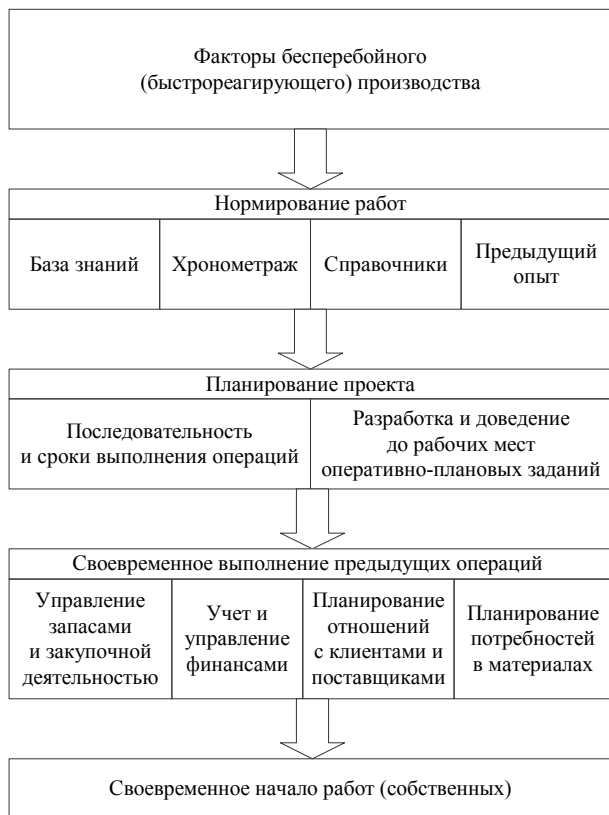 Факторы бесперебойного
(быстрореагирующего) производства
Нормирование работ
База знаний
Хронометраж
Справочники
Предыдущий
опыт
Планирование проекта
Последовательность
и сроки выполнения операций
Разработка и доведение
до рабочих мест
оперативно-плановых заданий
Своевременное выполнение предыдущих операций
Управление
запасами
и закупочной
деятельностью
Учет и
управление
финансами
Планирование
отношений
с клиентами и
поставщиками
Планирование
потребностей
в материалах
Своевременное начало работ (собственных)